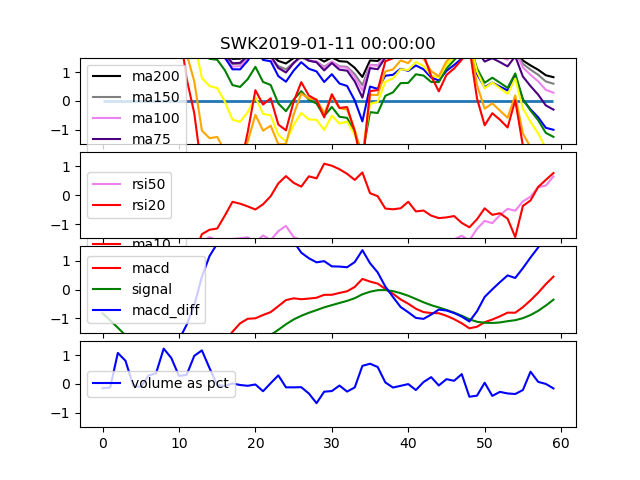 SWK2019-01-11 00:00:00
1
0
−1
ma200
ma150
ma100
ma75
1
0
−1
rsi50
rsi20
ma10
1
0
−1
macd
signal
macd_diff
1
0
−1
volume as pct
0 10 20 30 40 50 60